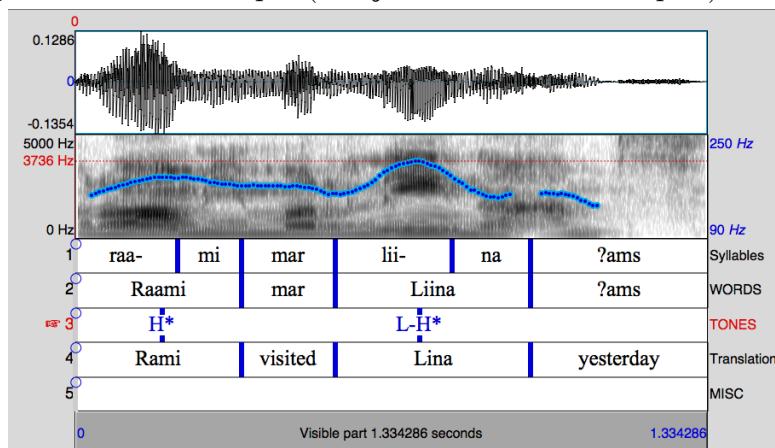 0
0.1286
0
-0.1354
5000 Hz
3736 Hz
0 Hz
250 Hz
90 Hz
1 raa- mi mar lii- na ?ams Syllables
2 Raami mar Liina ?ams WORDS
3 H* L-H* TONES
4 Rami visited Lina yesterday Translation
5 MISC
0 Visible part 1.334286 seconds 1.334286